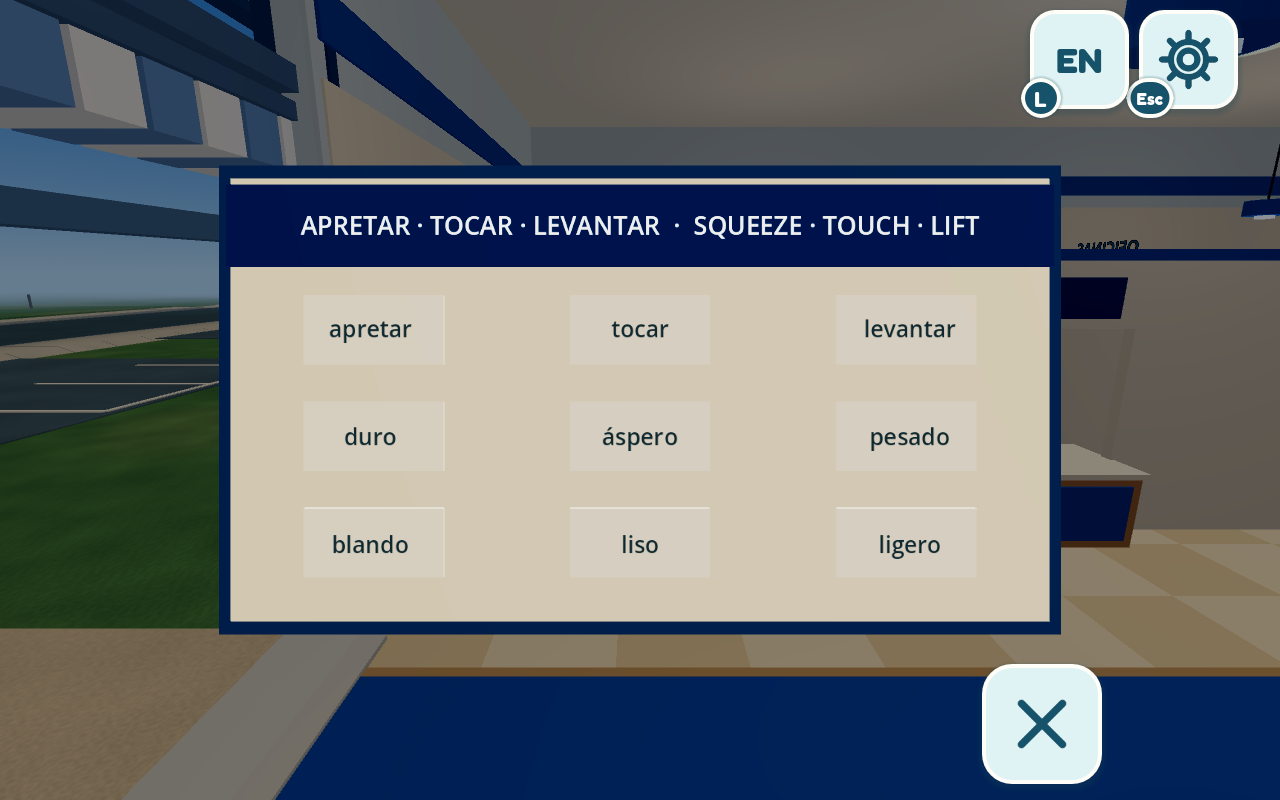 EN
L
Esc
APRETAR · TOCAR · LEVANTAR · SQUEEZE · TOUCH · LIFT
apretar tocar levantar
duro áspero pesado
blando liso ligero